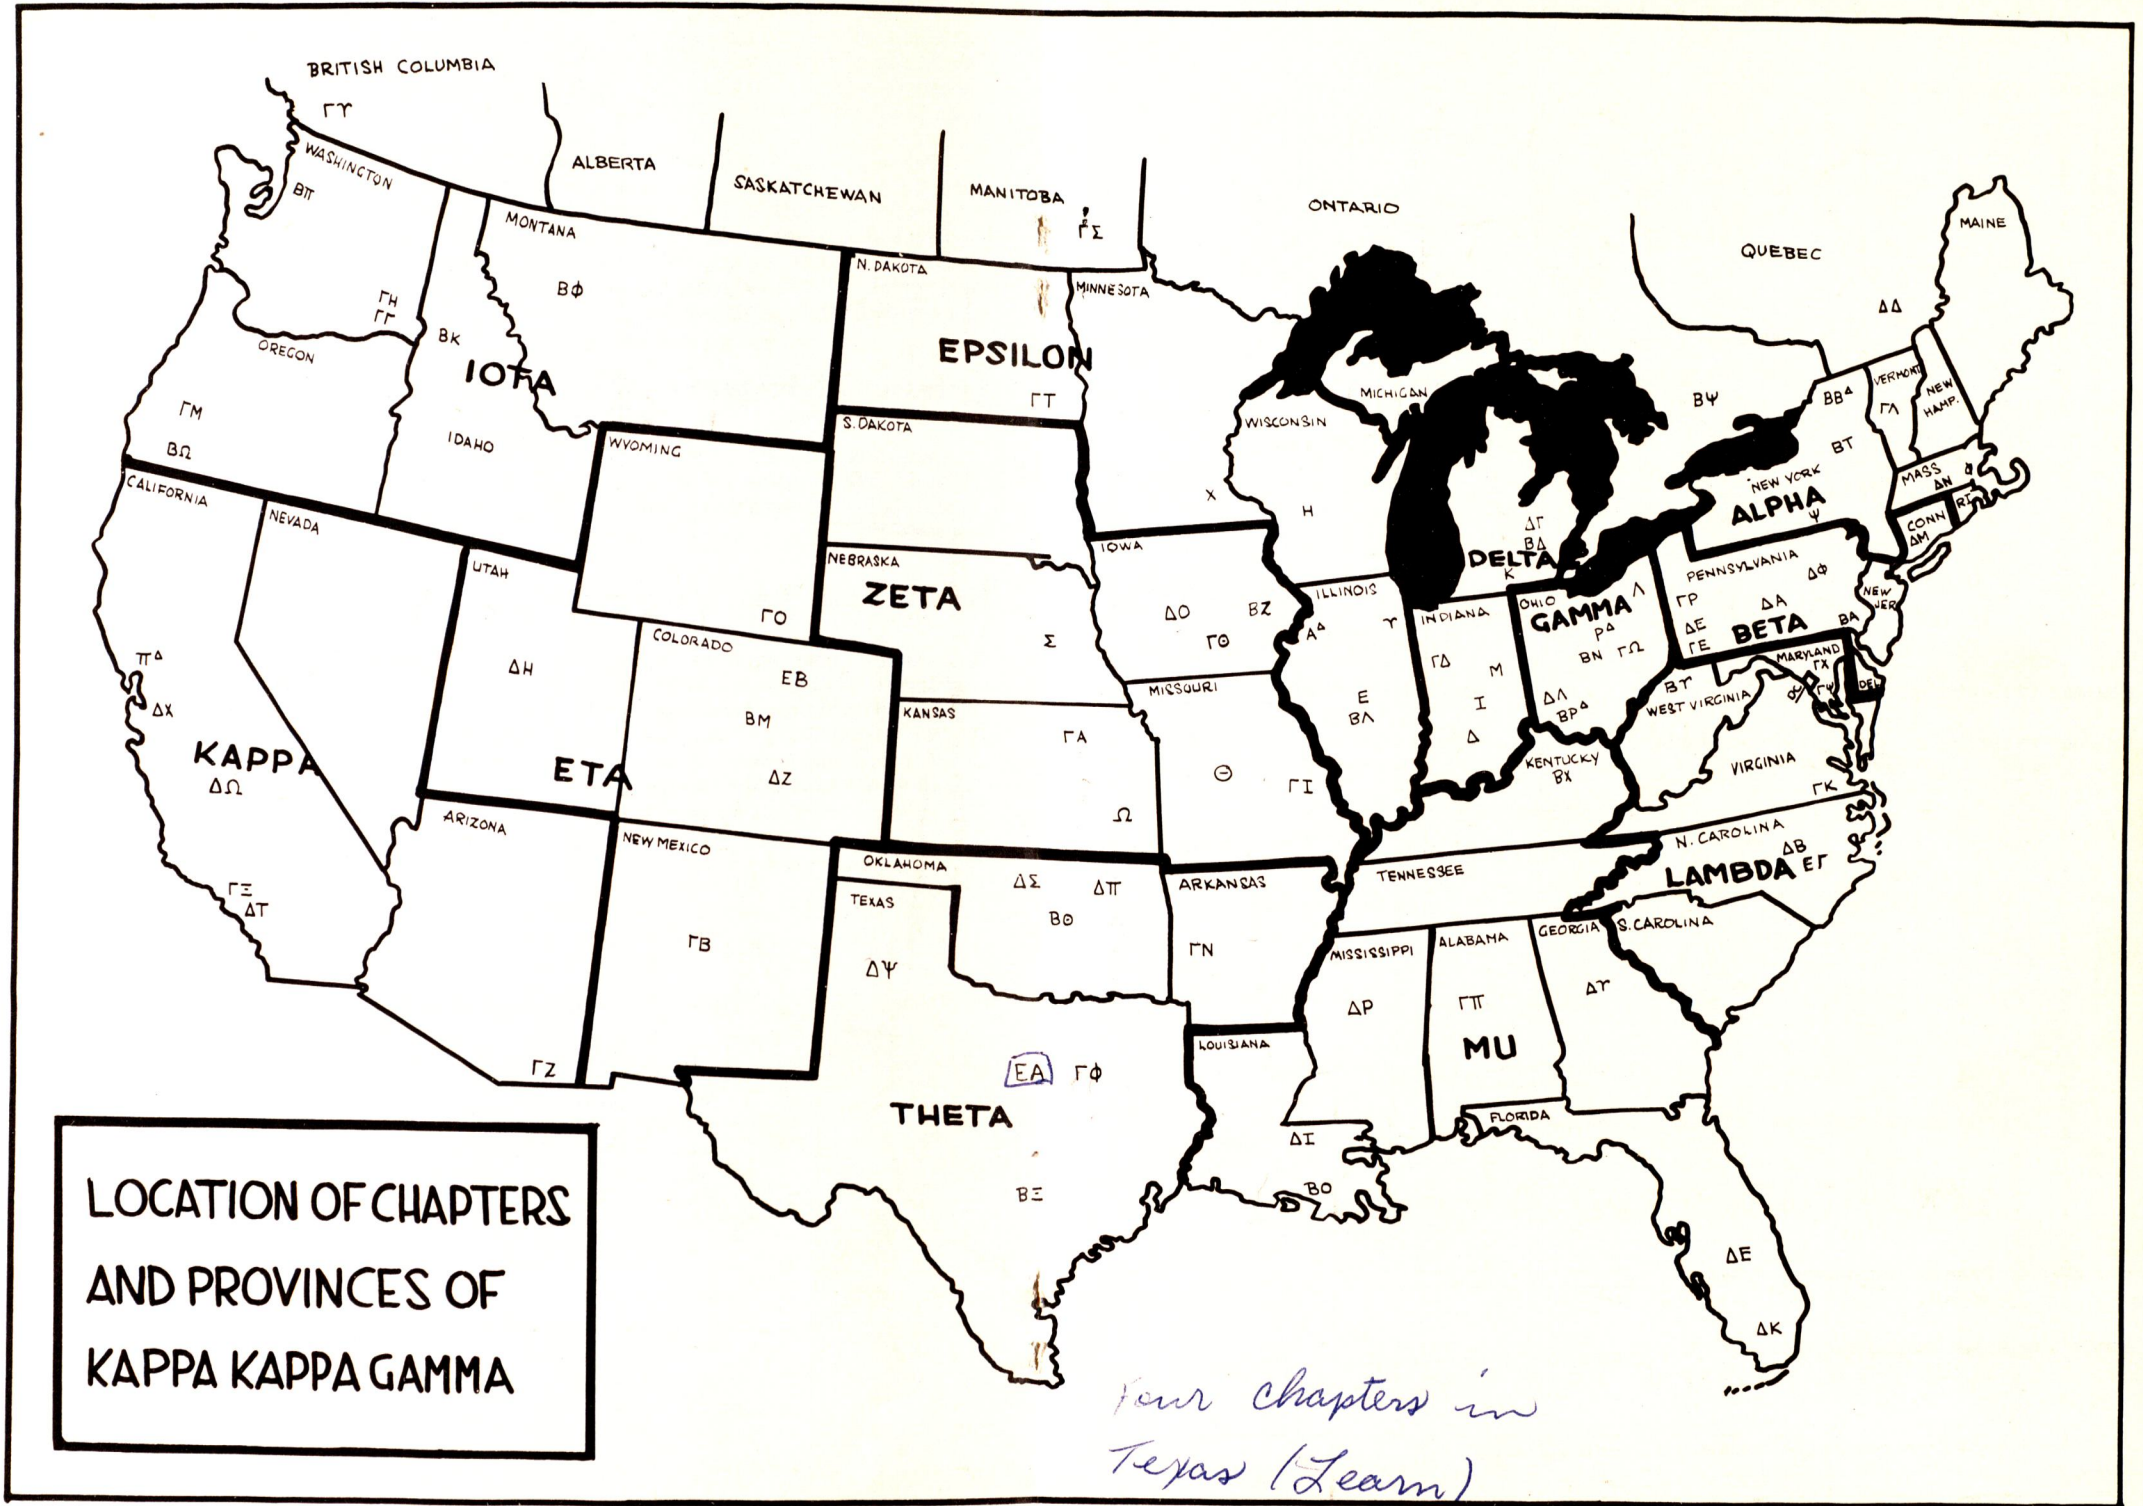 BRITISH COLUMBIA
ΓΥ
ALBERTA
SASKATCHEWAN
MANITOBA
ΓΣ
ONTARIO
QUEBEC
ΔΔ
MAINE
WASHINGTON
ΒΠ
ΓΗ
ΓΓ
MONTANA
ΒΦ
ΒΚ
IOTA
IDAHO
OREGON
ΓΜ
ΒΩ
N. DAKOTA
EPSILON
ΓΤ
MINNESOTA
Χ
S. DAKOTA
WISCONSIN
Η
MICHIGAN
ΔΓ
ΒΔ
DELTA
Κ
ΒΨ
ΒΒΔ
ΒΤ
NEW YORK
ALPHA
Ψ
VERMONT
ΓΛ
NEW
HAMP.
MASS
Φ
ΔΝ
CONN
ΔΜ
RI
WYOMING
ΓΟ
CALIFORNIA
NEVADA
ΠΔ
ΔΧ
KAPPA
ΔΩ
ΓΞ
ΔΤ
UTAH
ΔΗ
ETA
COLORADO
ΕΒ
ΒΜ
ΔΖ
NEBRASKA
ZETA
Σ
IOWA
ΔΟ
ΒΖ
ΓΘ
ILLINOIS
ΑΔ
Υ
Ε
ΒΛ
INDIANA
ΓΔ
Μ
Ι
Δ
OHIO
Λ
GAMMA
ΡΔ
ΒΝ
ΓΩ
ΔΛ
ΒΡΔ
PENNSYLVANIA
ΔΦ
ΓΡ
ΔΑ
ΔΞ
ΓΕ
BETA
ΒΑ
NEW
JER
MARYLAND
ΓΧ
ΓΨ
DEL
ΒΥ
WEST VIRGINIA
VIRGINIA
ΓΚ
KENTUCKY
ΒΧ
KANSAS
ΓΑ
Ω
MISSOURI
Θ
ΓΙ
ARIZONA
ΓΖ
NEW MEXICO
ΓΒ
OKLAHOMA
ΔΣ
ΔΠ
ΒΘ
TEXAS
ΔΨ
ΕΑ
ΓΦ
THETA
ΒΞ
ARKANSAS
ΓΝ
LOUISIANA
ΔΙ
ΒΟ
TENNESSEE
N. CAROLINA
ΔΒ
LAMBDA
ΕΓ
S. CAROLINA
MISSISSIPPI
ΔΡ
ALABAMA
ΓΠ
MU
GEORGIA
ΔΥ
FLORIDA
ΔΕ
ΔΚ
LOCATION OF CHAPTERS
AND PROVINCES OF
KAPPA KAPPA GAMMA
Four chapters in
Texas (Learn)